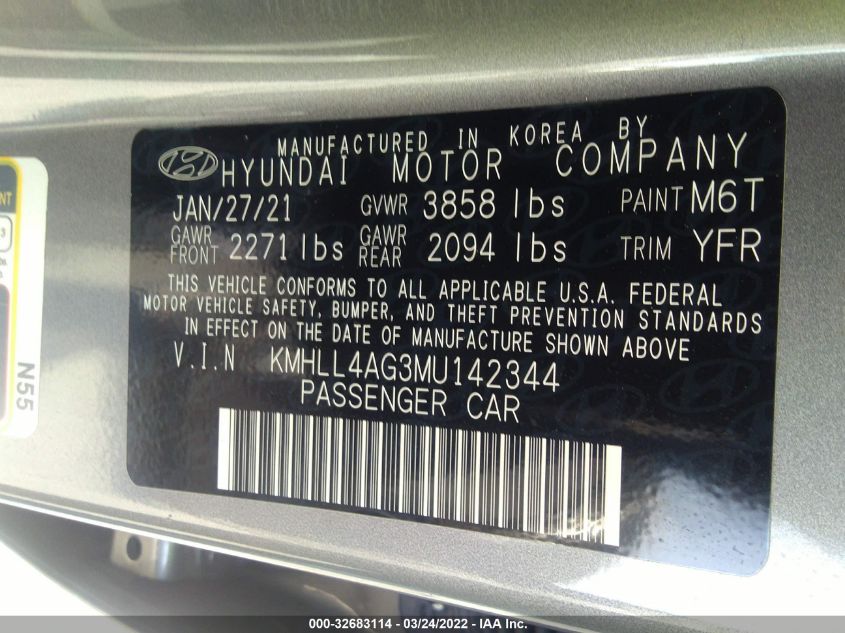 MANUFACTURED IN KOREA BY
HYUNDAI MOTOR COMPANY
JAN/27/21 GVWR 3858 lbs PAINT M6T
GAWR FRONT 2271 lbs GAWR REAR 2094 lbs TRIM YFR
THIS VEHICLE CONFORMS TO ALL APPLICABLE U.S.A. FEDERAL
MOTOR VEHICLE SAFETY, BUMPER, AND THEFT PREVENTION STANDARDS
IN EFFECT ON THE DATE OF MANUFACTURE SHOWN ABOVE
V.I.N KMHLL4AG3MU142344
PASSENGER CAR
N55
000-32683114 - 03/24/2022 - IAA Inc.